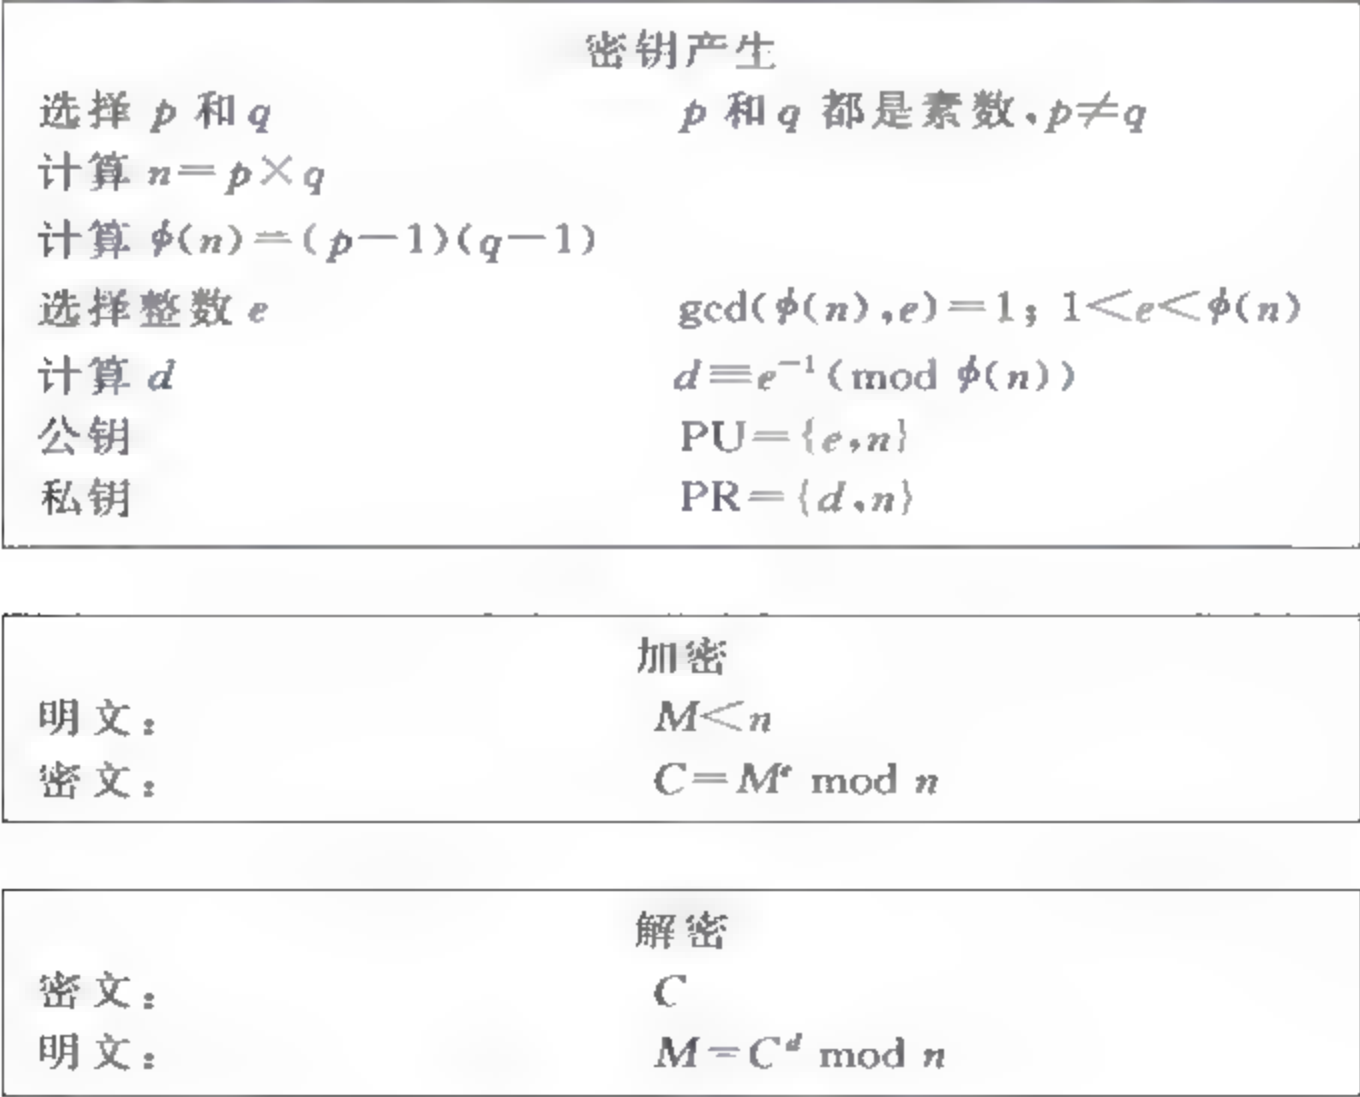 密钥产生
选择 p 和 q p 和 q 都是素数,p≠q
计算 n=p×q
计算 ϕ(n)=(p-1)(q-1)
选择整数 e gcd(ϕ(n),e)=1; 1<e<ϕ(n)
计算 d d≡e⁻¹(mod ϕ(n))
公钥 PU={e,n}
私钥 PR={d,n}
加密
明文: M<n
密文: C=Mᵉ mod n
解密
密文: C
明文: M=Cᵈ mod n